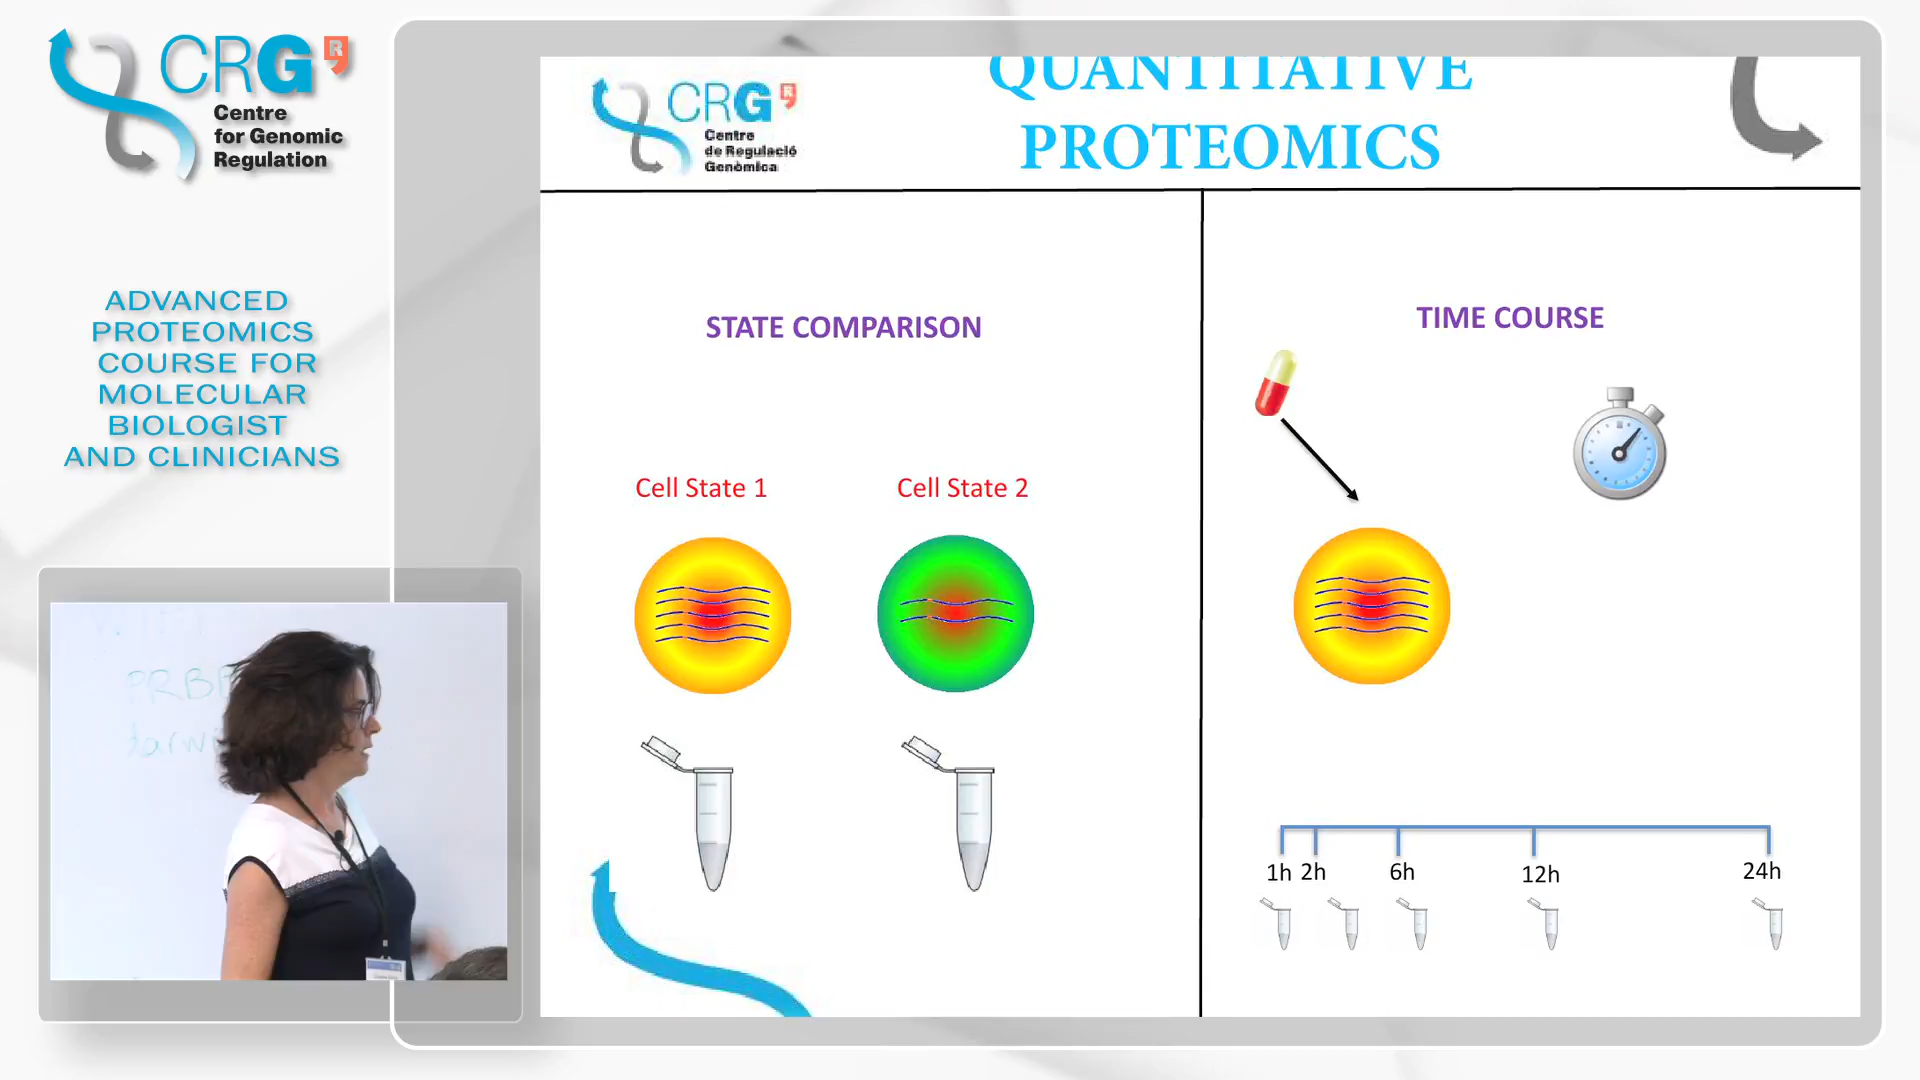 CRG
Centre
for Genomic
Regulation
ADVANCED
PROTEOMICS
COURSE FOR
MOLECULAR
BIOLOGIST
AND CLINICIANS
PRBB
CRG
Centre
de Regulació
Genòmica
QUANTITATIVE
PROTEOMICS
STATE COMPARISON
Cell State 1
Cell State 2
TIME COURSE
1h 2h 6h 12h 24h